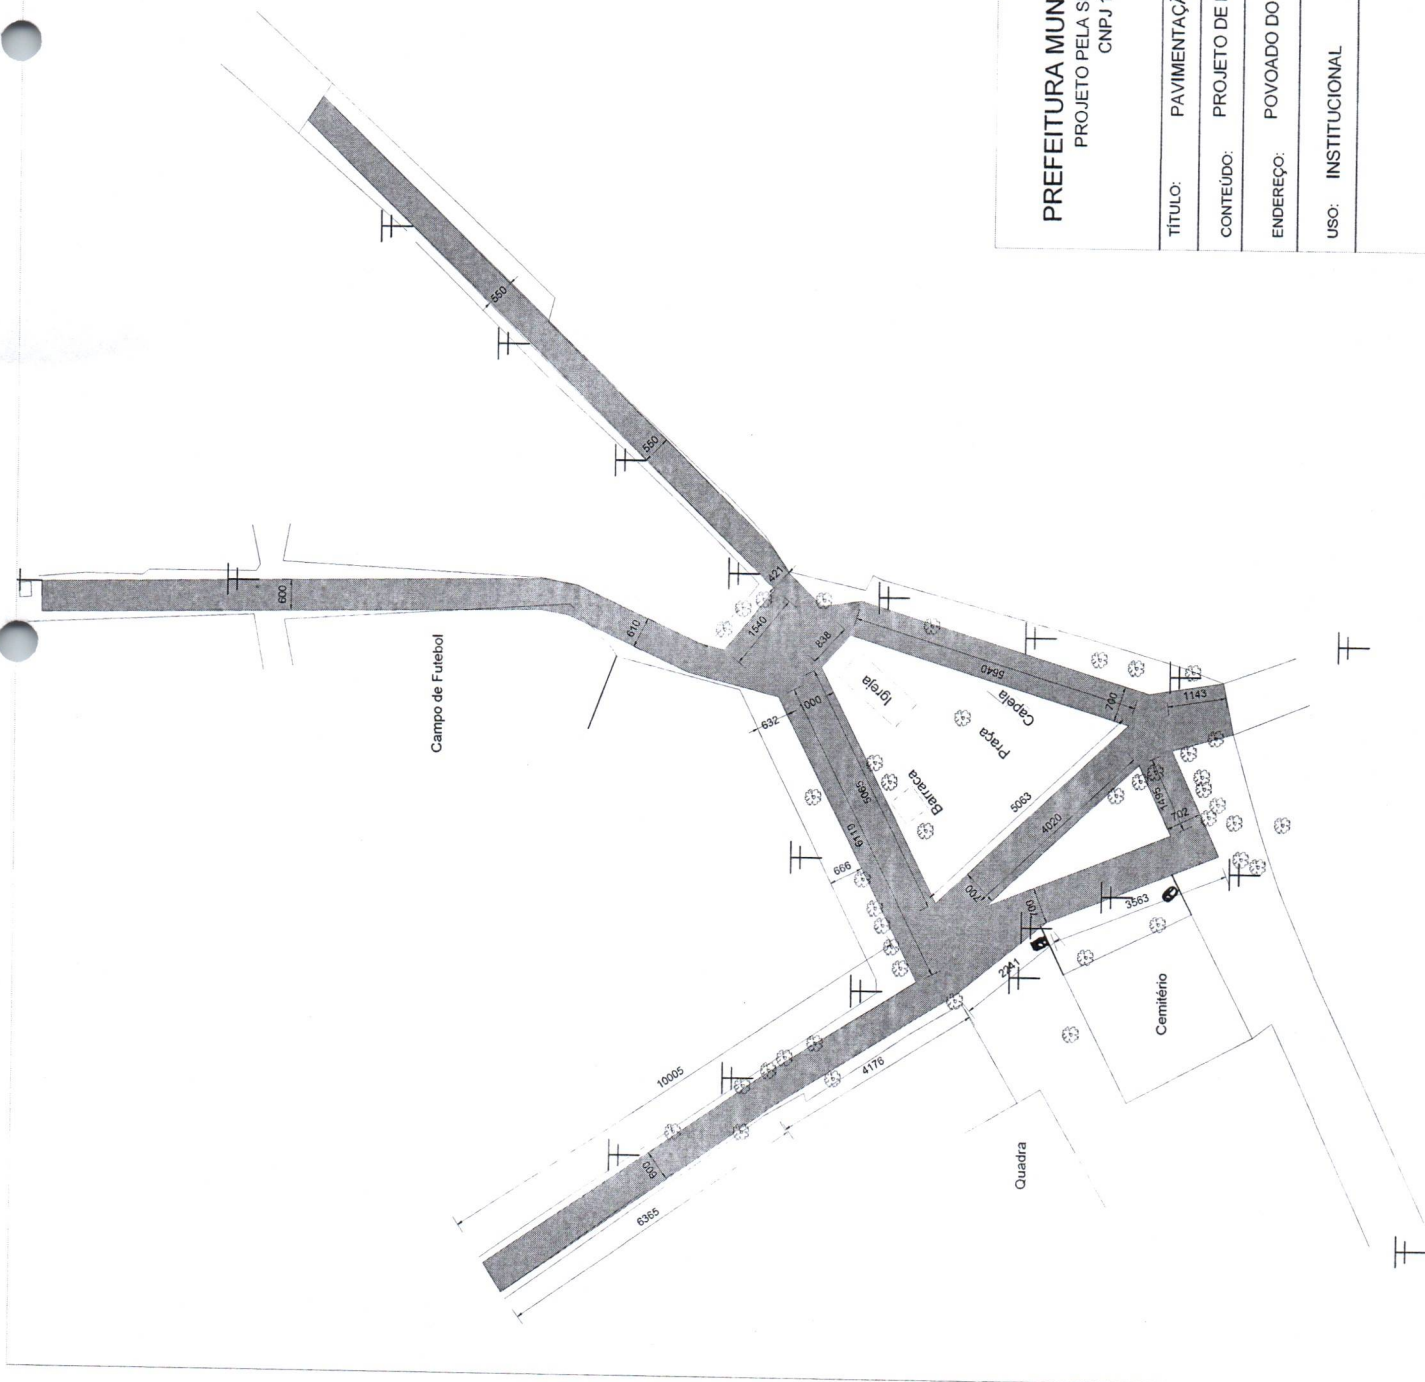 PREFEITURA MUN
PROJETO PELA S
CNPJ 1
TÍTULO: PAVIMENTAÇÃ
CONTEÚDO: PROJETO DE
ENDEREÇO: POVOADO DO
USO: INSTITUCIONAL
550
550
600
610
421
1540
838
Campo de Futebol
632
1000
Igreja
5640
700
1143
Capela
Praça
Barraca
5065
6119
666
5063
4020
1495
702
700
700
3563
2241
Cemitério
10005
4176
600
6365
Quadra